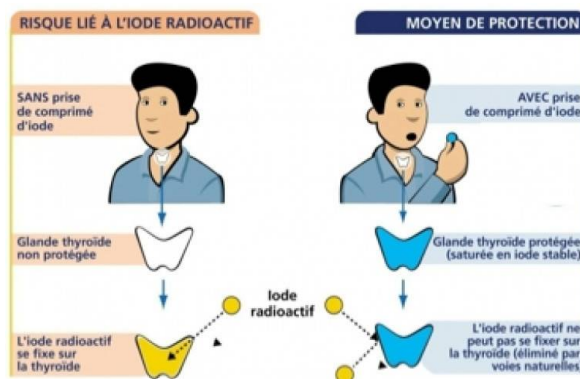 RISQUE LIÉ À L'IODE RADIOACTIF
MOYEN DE PROTECTION
SANS prise
de comprimé
d'iode
AVEC prise
de comprimé d'iode
Glande thyroïde
non protégée
Glande thyroïde protégée
(saturée en iode stable)
Iode
radioactif
L'iode radioactif
se fixe sur
la thyroïde
L'iode radioactif ne
peut pas se fixer sur
la thyroïde (éliminé par
voies naturelles)